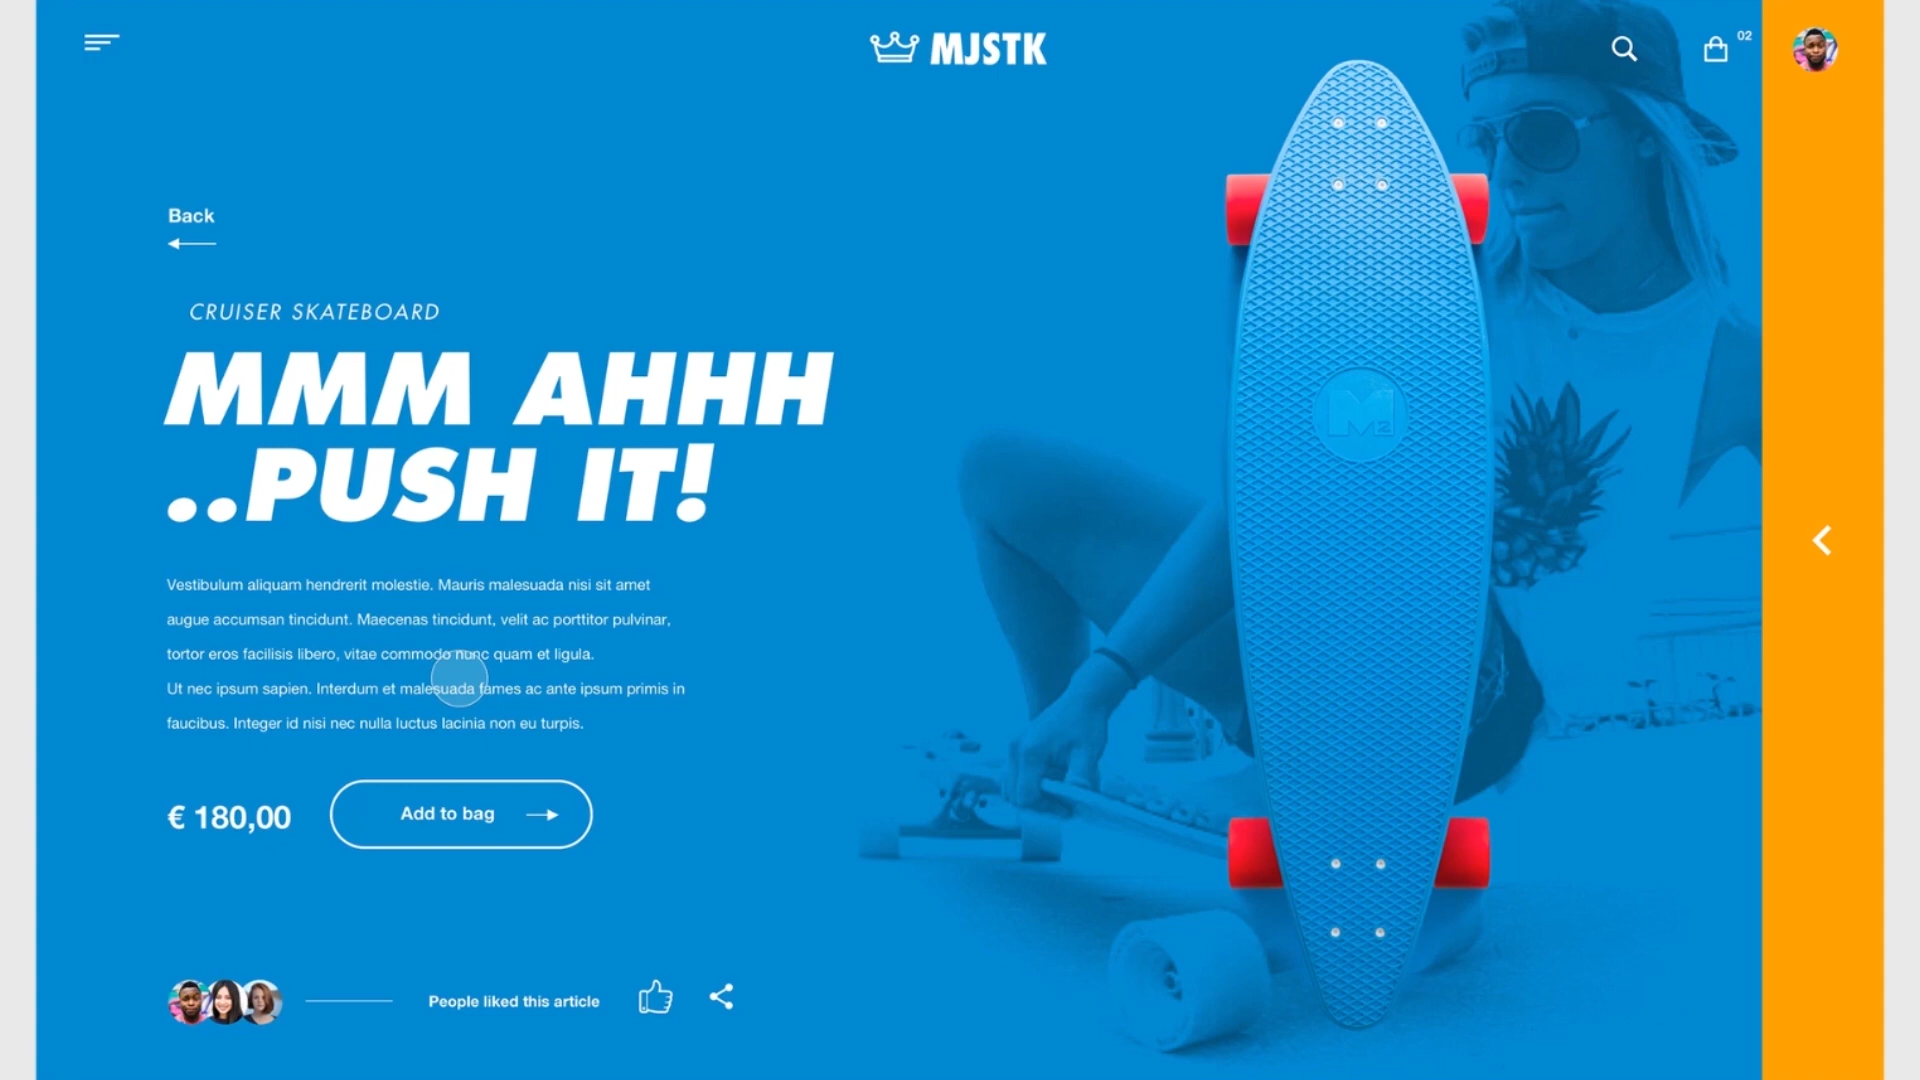 MJSTK
02
Back
CRUISER SKATEBOARD
MMM AHHH
..PUSH IT!
Vestibulum aliquam hendrerit molestie. Mauris malesuada nisi sit amet
augue accumsan tincidunt. Maecenas tincidunt, velit ac porttitor pulvinar,
tortor eros facilisis libero, vitae commodo nunc quam et ligula.
Ut nec ipsum sapien. Interdum et malesuada fames ac ante ipsum primis in
faucibus. Integer id nisi nec nulla luctus lacinia non eu turpis.
€ 180,00
Add to bag
People liked this article
M2